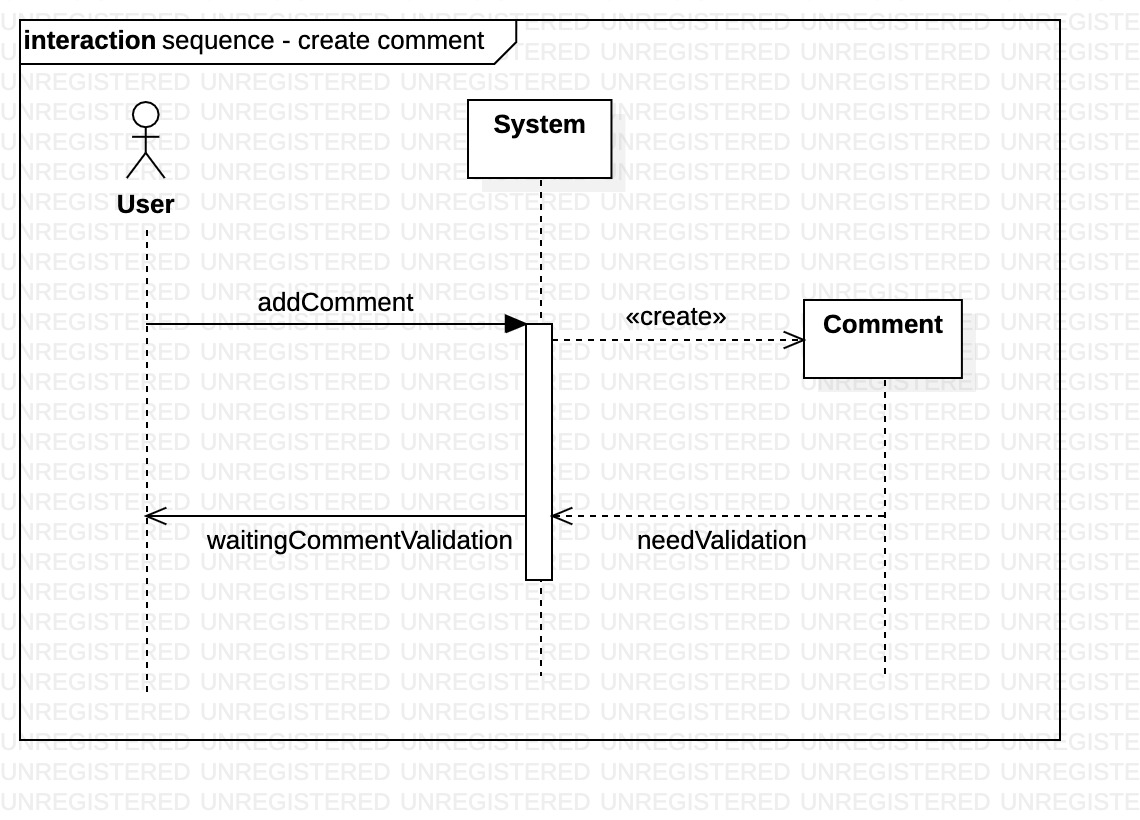 interaction sequence - create comment
System
User
addComment
«create»
Comment
waitingCommentValidation
needValidation
UNREGISTERED UNREGISTERED UNREGISTERED UNREGISTERED UNREGISTERED UNREGISTE